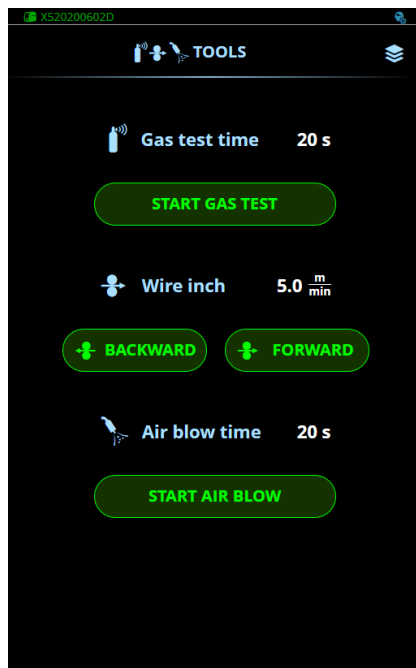 X520200602D
TOOLS
Gas test time 20 s
START GAS TEST
Wire inch 5.0 m/min
BACKWARD FORWARD
Air blow time 20 s
START AIR BLOW